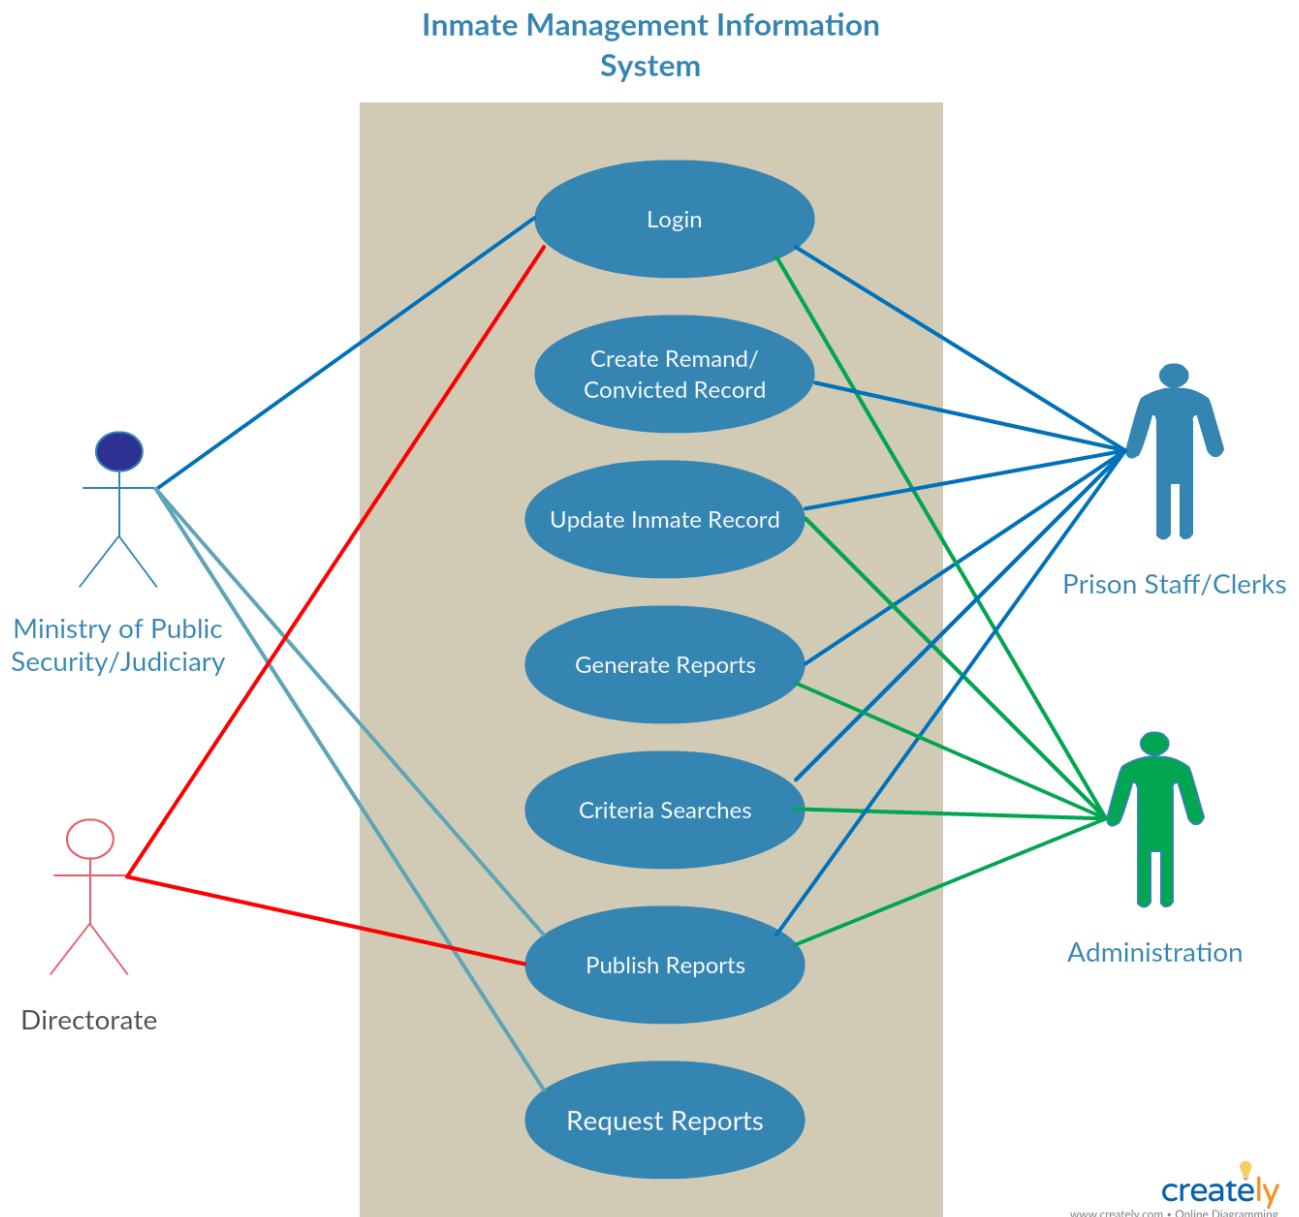 Inmate Management Information
System
Login
Create Remand/
Convicted Record
Update Inmate Record
Prison Staff/Clerks
Ministry of Public
Security/Judiciary
Generate Reports
Criteria Searches
Administration
Publish Reports
Directorate
Request Reports
creately
www.creately.com • Online Diagramming